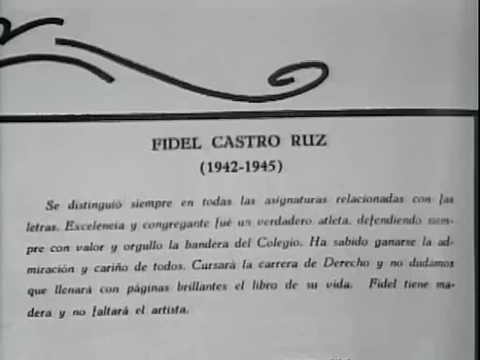 FIDEL CASTRO RUZ
(1942-1945)
Se distinguió siempre en todas las asignaturas relacionadas con las
letras. Excelencia y congregante fué un verdadero atleta, defendiendo siem-
pre con valor y orgullo la bandera del Colegio. Ha sabido ganarse la ad-
miración y cariño de todos. Cursará la carrera de Derecho y no dudamos
que llenará con páginas brillantes el libro de su vida. Fidel tiene ma-
dera y no faltará el artista.